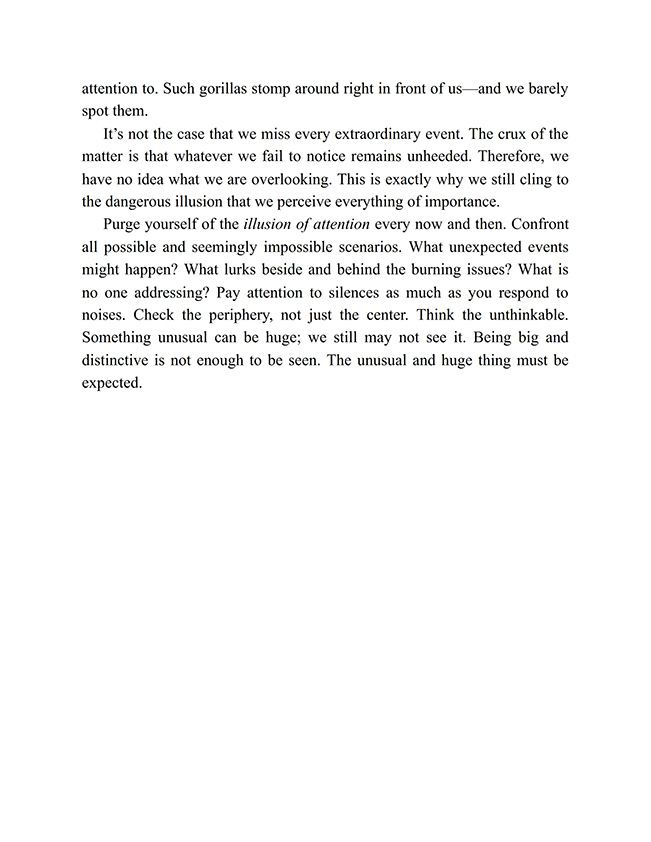 attention to. Such gorillas stomp around right in front of us—and we barely
spot them.
It’s not the case that we miss every extraordinary event. The crux of the
matter is that whatever we fail to notice remains unheeded. Therefore, we
have no idea what we are overlooking. This is exactly why we still cling to
the dangerous illusion that we perceive everything of importance.
Purge yourself of the illusion of attention every now and then. Confront
all possible and seemingly impossible scenarios. What unexpected events
might happen? What lurks beside and behind the burning issues? What is
no one addressing? Pay attention to silences as much as you respond to
noises. Check the periphery, not just the center. Think the unthinkable.
Something unusual can be huge; we still may not see it. Being big and
distinctive is not enough to be seen. The unusual and huge thing must be
expected.